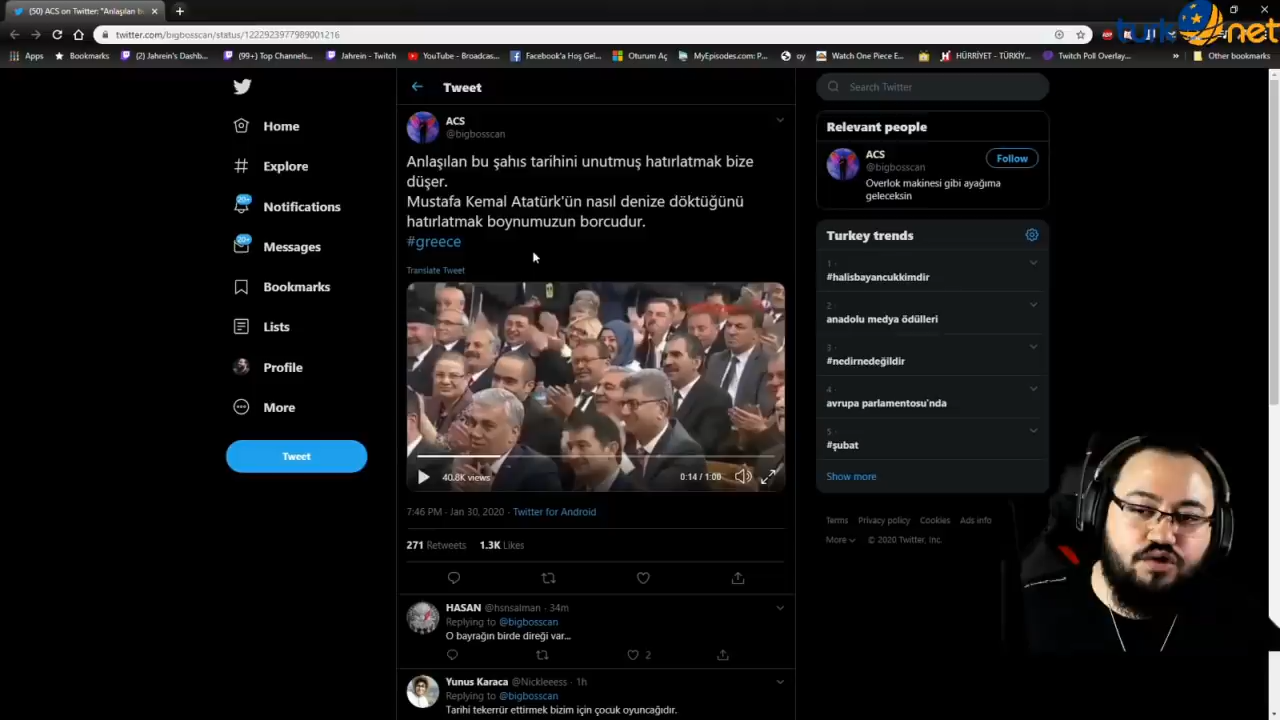 (50) ACS on Twitter: "Anlaşılan b
twitter.com/bigbosscan/status/1222923977989001216
Apps
Bookmarks
(2) Jahrein's Dashb...
(99+) Top Channels...
Jahrein - Twitch
YouTube - Broadcas...
Facebook'a Hoş Gel...
Oturum Aç
MyEpisodes.com: P...
oy
Watch One Piece E...
HÜRRİYET - TÜRKİY...
Twitch Poll Overlay...
Other bookmarks
Home
Explore
20+
Notifications
20+
Messages
Bookmarks
Lists
Profile
More
Tweet
Tweet
ACS
@bigbosscan
Anlaşılan bu şahıs tarihini unutmuş hatırlatmak bize
düşer.
Mustafa Kemal Atatürk'ün nasıl denize döktüğünü
hatırlatmak boynumuzun borcudur.
#greece
Translate Tweet
40.8K views
0:14 / 1:00
7:46 PM · Jan 30, 2020 · Twitter for Android
271 Retweets 1.3K Likes
HASAN @hsnsalman · 34m
Replying to @bigbosscan
O bayrağın birde direği var...
2
Yunus Karaca @Nickleeess · 1h
Replying to @bigbosscan
Tarihi tekerrür ettirmek bizim için çocuk oyuncağıdır.
Search Twitter
Relevant people
ACS
@bigbosscan
Follow
Overlok makinesi gibi ayağıma
geleceksin
Turkey trends
1
#halisbayancukkimdir
2
anadolu medya ödülleri
3
#nedirnedeğildir
4
avrupa parlamentosu'nda
5
#şubat
Show more
Terms Privacy policy Cookies Ads info
More © 2020 Twitter, Inc.